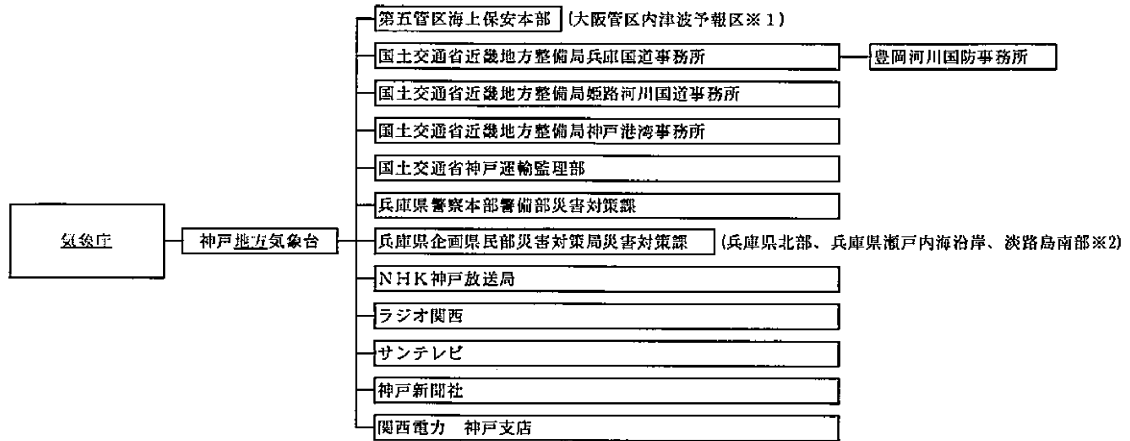 第五管区海上保安本部 (大阪管区内津波予報区※1)
国土交通省近畿地方整備局兵庫国道事務所 豊岡河川国防事務所
国土交通省近畿地方整備局姫路河川国道事務所
国土交通省近畿地方整備局神戸港湾事務所
国土交通省神戸運輸監理部
兵庫県警察本部警備部災害対策課
気象庁 神戸地方気象台 兵庫県企画県民部災害対策局災害対策課 (兵庫県北部、兵庫県瀬戸内海沿岸、淡路島南部※2)
NHK神戸放送局
ラジオ関西
サンテレビ
神戸新聞社
関西電力 神戸支店